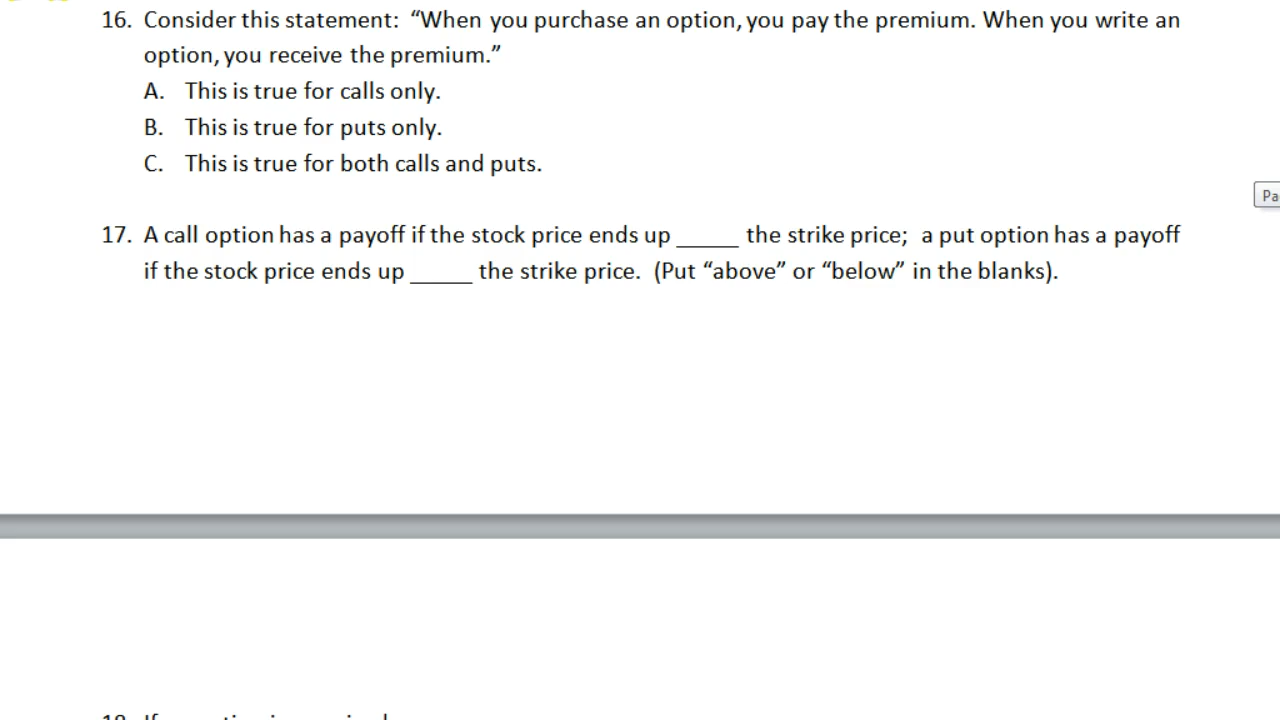 16. Consider this statement: “When you purchase an option, you pay the premium. When you write an
option, you receive the premium.”
A. This is true for calls only.
B. This is true for puts only.
C. This is true for both calls and puts.
17. A call option has a payoff if the stock price ends up _____ the strike price; a put option has a payoff
if the stock price ends up _____ the strike price. (Put “above” or “below” in the blanks).